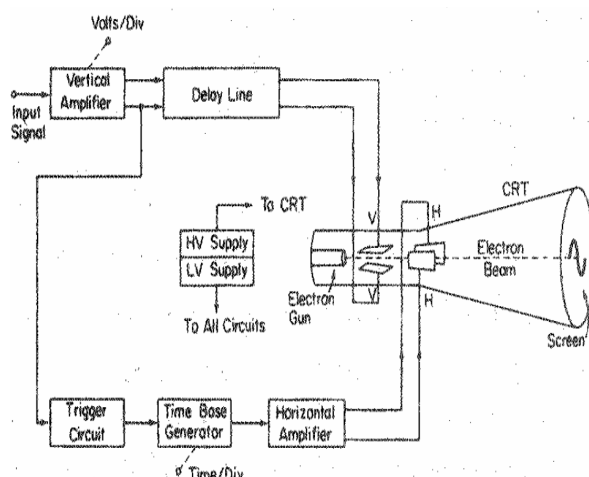 Volts/Div
Vertical
Amplifier
Delay Line
Input
Signal
To CRT
CRT
V
H
HV Supply
LV Supply
Electron
Beam
Electron
Gun
V
H
To All Circuits
Screen
Trigger
Circuit
Time Base
Generator
Horizontal
Amplifier
Time/Div